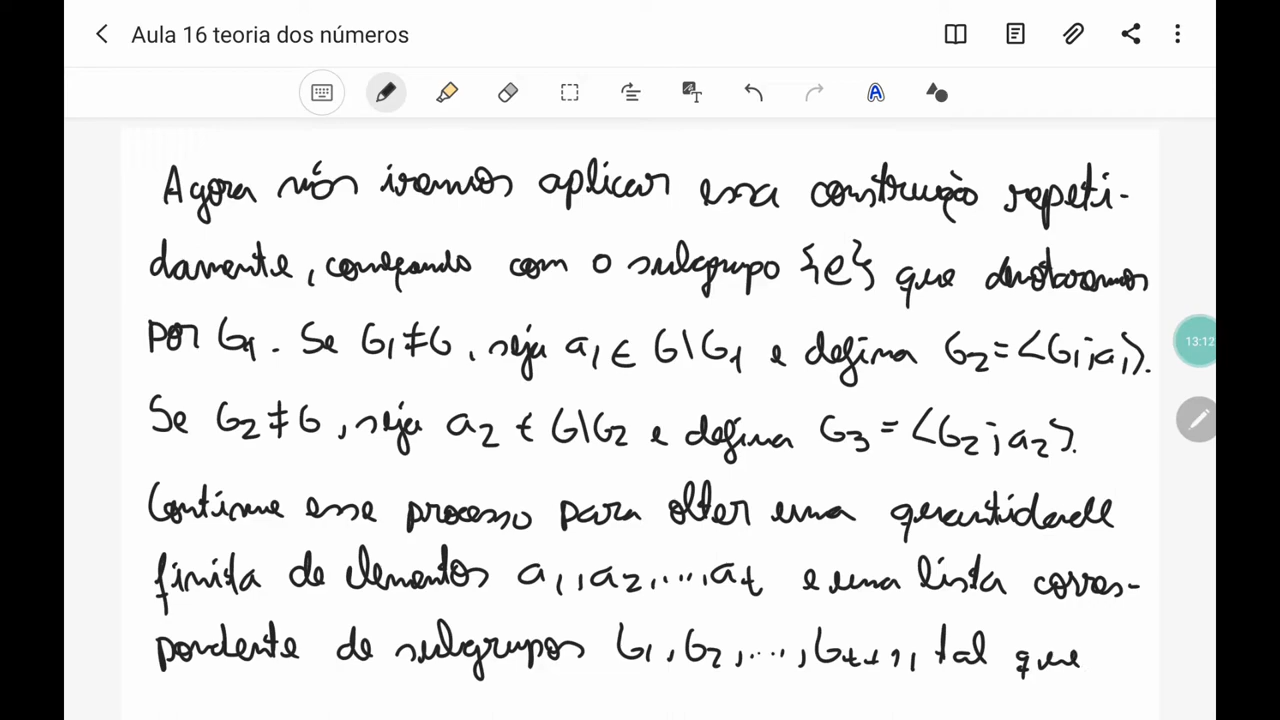 Aula 16 teoria dos números
Agora nós iremos aplicar essa construção repeti-
damente, começando com o subgrupo {e} que denotaremos
por G₁. Se G₁ ≠ G, seja a₁ ∈ G\G₁ e defina G₂ = <G₁; a₁>.
13:12
Se G₂ ≠ G, seja a₂ ∈ G\G₂ e defina G₃ = <G₂; a₂>.
Continue esse processo para obter uma quantidade
finita de elementos a₁, a₂, ..., aₜ e uma lista corres-
pondente de subgrupos G₁, G₂, ..., Gₜ₊₁, tal que